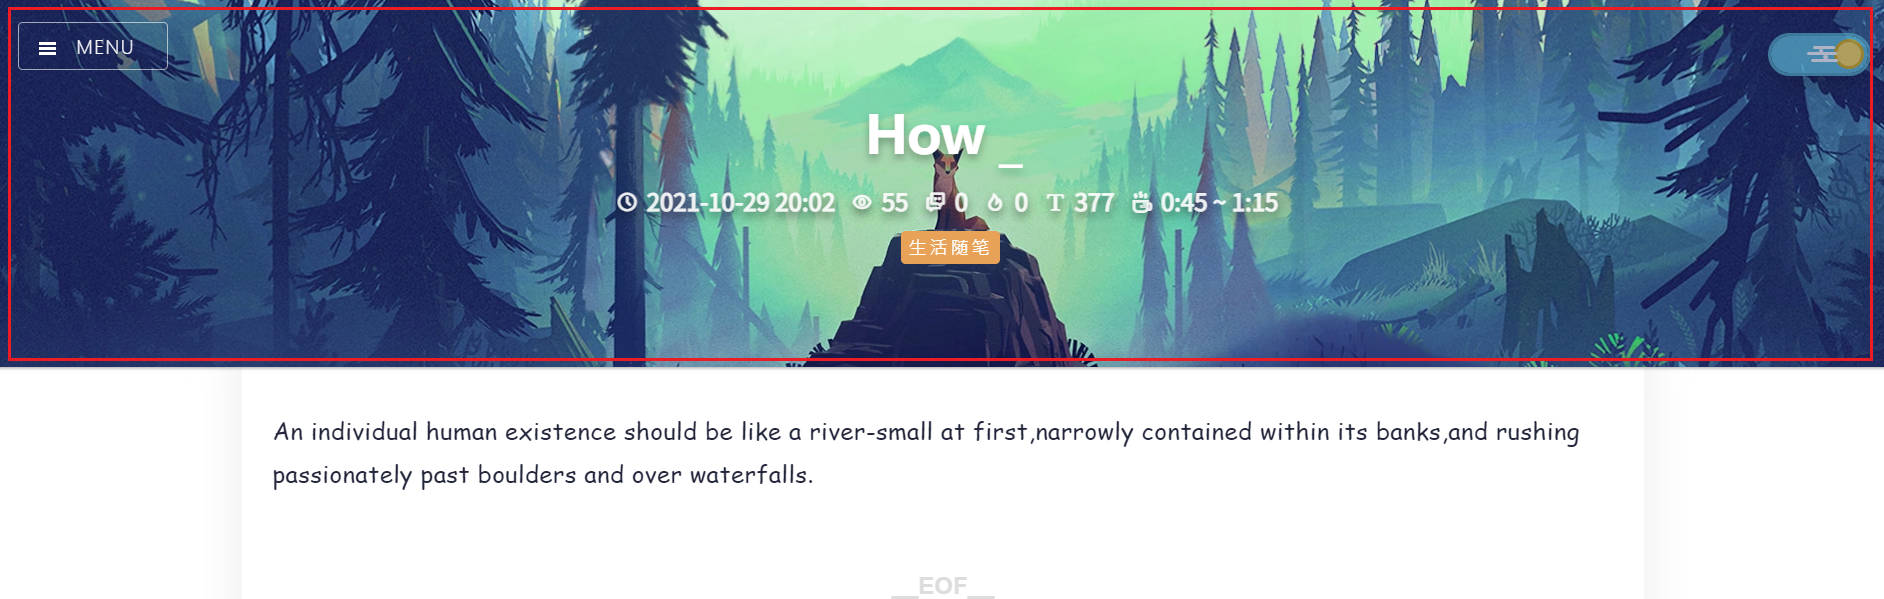 MENU
How _
2021-10-29 20:02 55 0 0 T 377 0:45 ~ 1:15
生活随笔
An individual human existence should be like a river-small at first,narrowly contained within its banks,and rushing
passionately past boulders and over waterfalls.
__EOF__